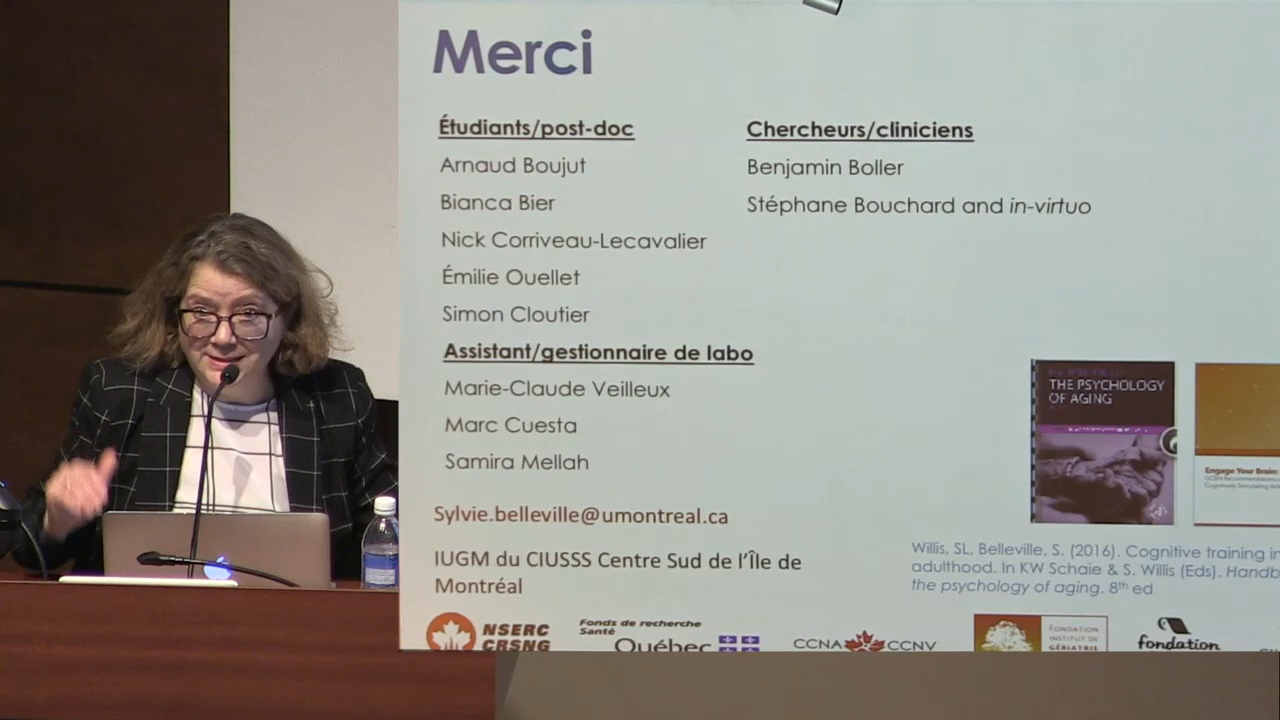 Merci
Étudiants/post-doc
Arnaud Boujut
Bianca Bier
Nick Corriveau-Lecavalier
Émilie Ouellet
Simon Cloutier
Assistant/gestionnaire de labo
Marie-Claude Veilleux
Marc Cuesta
Samira Mellah
Sylvie.belleville@umontreal.ca
IUGM du CIUSSS Centre Sud de l'Île de
Montréal
Chercheurs/cliniciens
Benjamin Boller
Stéphane Bouchard and in-virtuo
THE PSYCHOLOGY
OF AGING
Engage Your Brain:
Willis, SL, Belleville, S. (2016). Cognitive training in
adulthood. In KW Schaie & S. Willis (Eds). Handb
the psychology of aging. 8th ed
NSERC
CRSNG
Fonds de recherche
Santé
Québec
CCNA CCNV
FONDATION
INSTITUT DE
GÉRIATRIE
fondation